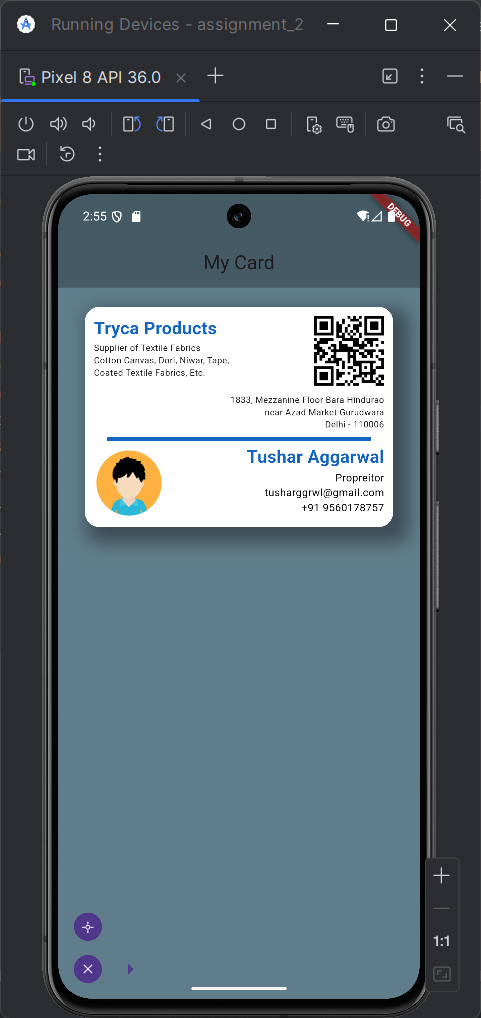 Running Devices - assignment_2
Pixel 8 API 36.0
2:55
DEBUG
My Card
Tryca Products
Supplier of Textile Fabrics
Cotton Canvas, Dori, Niwar, Tape,
Coated Textile Fabrics, Etc.
1833, Mezzanine Floor Bara Hindurao
near Azad Market Gurudwara
Delhi - 110006
Tushar Aggarwal
Propreitor
tusharggrwl@gmail.com
+91 9560178757
1:1